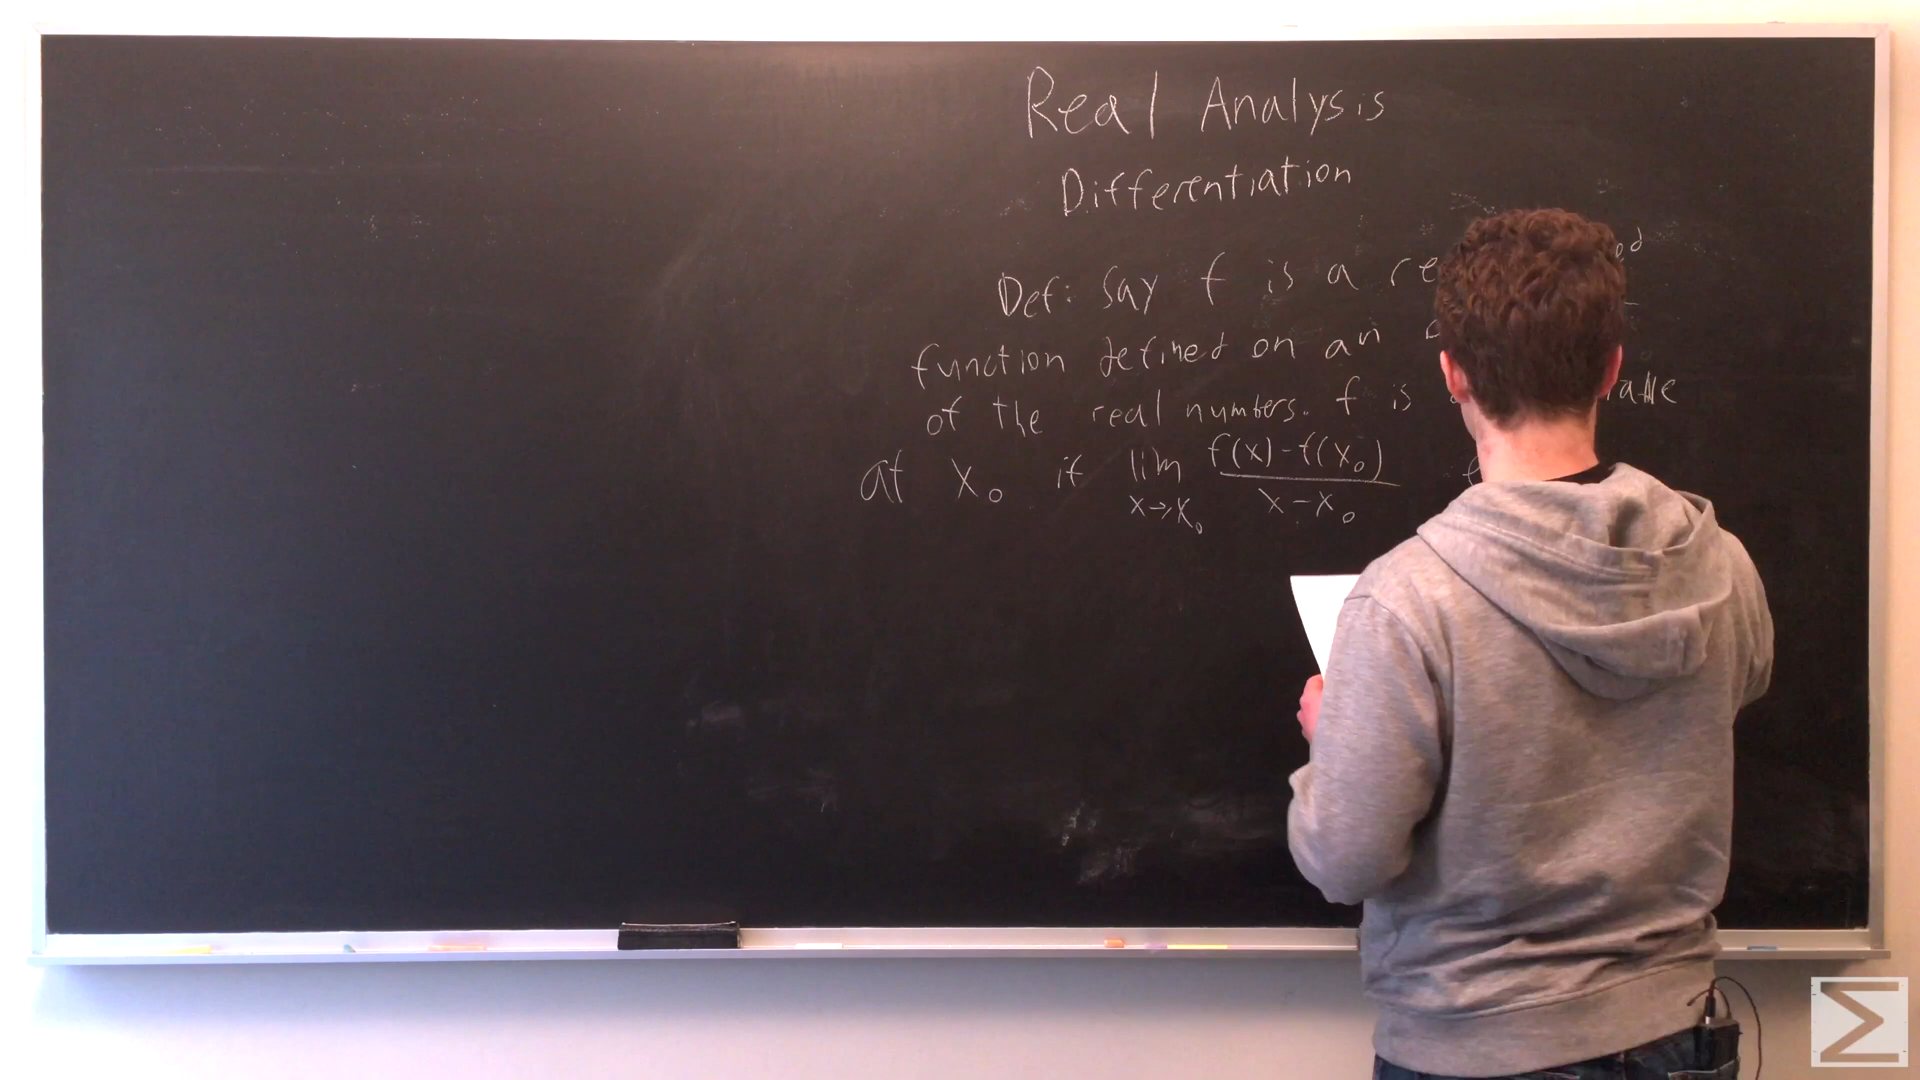 Real Analysis
Differentiation
Def: Say f is a
function defined on an
of the real numbers. f is
at x₀ if lim x→x₀ f(x)-f(x₀) / x-x₀